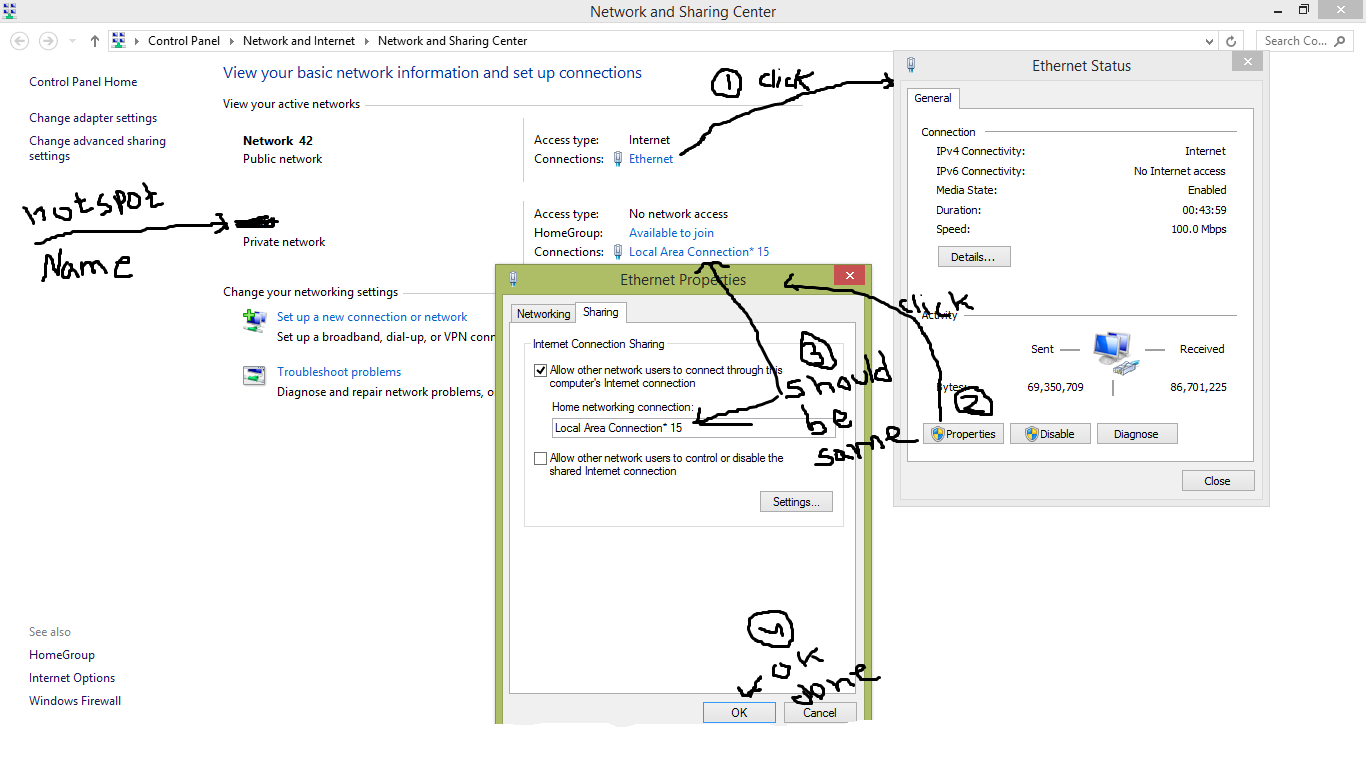 Network and Sharing Center
Control Panel
Network and Internet
Network and Sharing Center
Search Co...
Control Panel Home
Change adapter settings
Change advanced sharing
settings
hotspot
Name
View your basic network information and set up connections
View your active networks
Network 42
Public network
Access type: Internet
Connections: Ethernet
1 click
Private network
Access type: No network access
HomeGroup: Available to join
Connections: Local Area Connection* 15
Change your networking settings
Set up a new connection or network
Set up a broadband, dial-up, or VPN conn
Troubleshoot problems
Diagnose and repair network problems, o
Ethernet Status
General
Connection
IPv4 Connectivity: Internet
IPv6 Connectivity: No Internet access
Media State: Enabled
Duration: 00:43:59
Speed: 100.0 Mbps
Details...
click
Activity
Sent
Received
Bytes: 69,350,709 86,701,225
2
Properties
Disable
Diagnose
Close
Ethernet Properties
Networking
Sharing
Internet Connection Sharing
Allow other network users to connect through this
computer's Internet connection
Home networking connection:
Local Area Connection* 15
3
should
be
same
Allow other network users to control or disable the
shared Internet connection
Settings...
ok
done
OK
Cancel
See also
HomeGroup
Internet Options
Windows Firewall